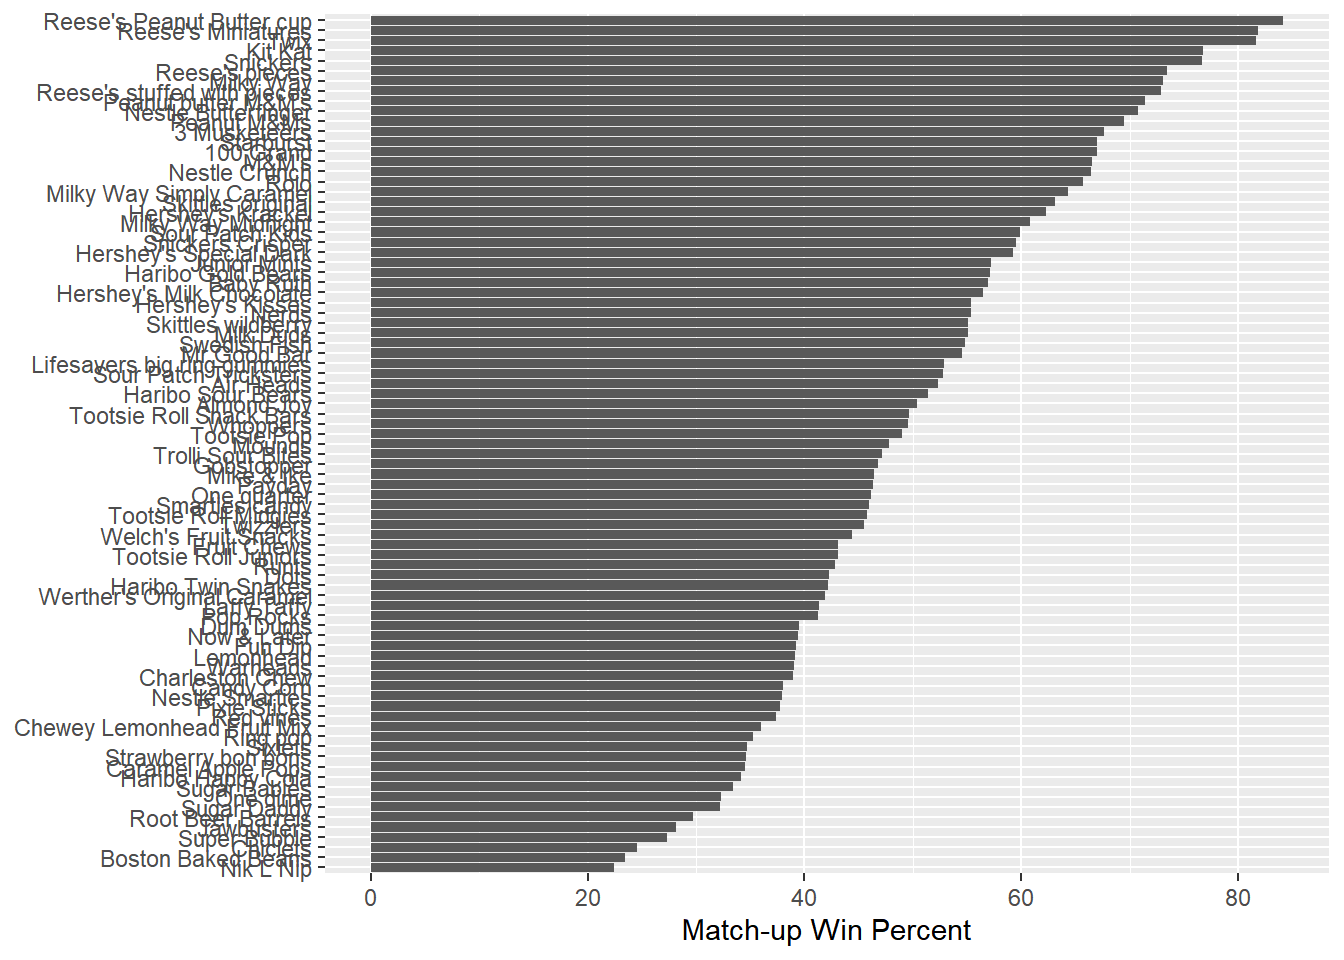 Reese's Peanut Butter cup
Reese's Miniatures
Twix
Kit Kat
Snickers
Reese's pieces
Milky Way
Reese's stuffed with pieces
Peanut butter M&M's
Nestle Butterfinger
Peanut M&Ms
3 Musketeers
Starburst
100 Grand
M&M's
Nestle Crunch
Rolo
Milky Way Simply Caramel
Skittles original
Hershey's Krackel
Milky Way Midnight
Sour Patch Kids
Snickers Crisper
Hershey's Special Dark
Junior Mints
Haribo Gold Bears
Baby Ruth
Hershey's Milk Chocolate
Hershey's Kisses
Nerds
Skittles wildberry
Milk Duds
Swedish Fish
Mr Good Bar
Lifesavers big ring gummies
Sour Patch Tricksters
Air Heads
Haribo Sour Bears
Almond Joy
Tootsie Roll Snack Bars
Whoppers
Tootsie Pop
Mounds
Trolli Sour Bites
Gobstopper
Mike & Ike
Payday
One quarter
Smarties candy
Tootsie Roll Midgies
Twizzlers
Welch's Fruit Snacks
Fruit Chews
Tootsie Roll Juniors
Runts
Dots
Haribo Twin Snakes
Werther's Original Caramel
Laffy Taffy
Pop Rocks
Dum Dums
Now & Later
Fun Dip
Lemonhead
Warheads
Charleston Chew
Candy Corn
Nestle Smarties
Pixie Sticks
Red vines
Chewey Lemonhead Fruit Mix
Ring pop
Sixlets
Strawberry bon bons
Caramel Apple Pops
Haribo Happy Cola
Sugar Babies
One dime
Sugar Daddy
Root Beer Barrels
Jawbusters
Super Bubble
Chiclets
Boston Baked Beans
Nik L Nip
0 20 40 60 80
Match-up Win Percent